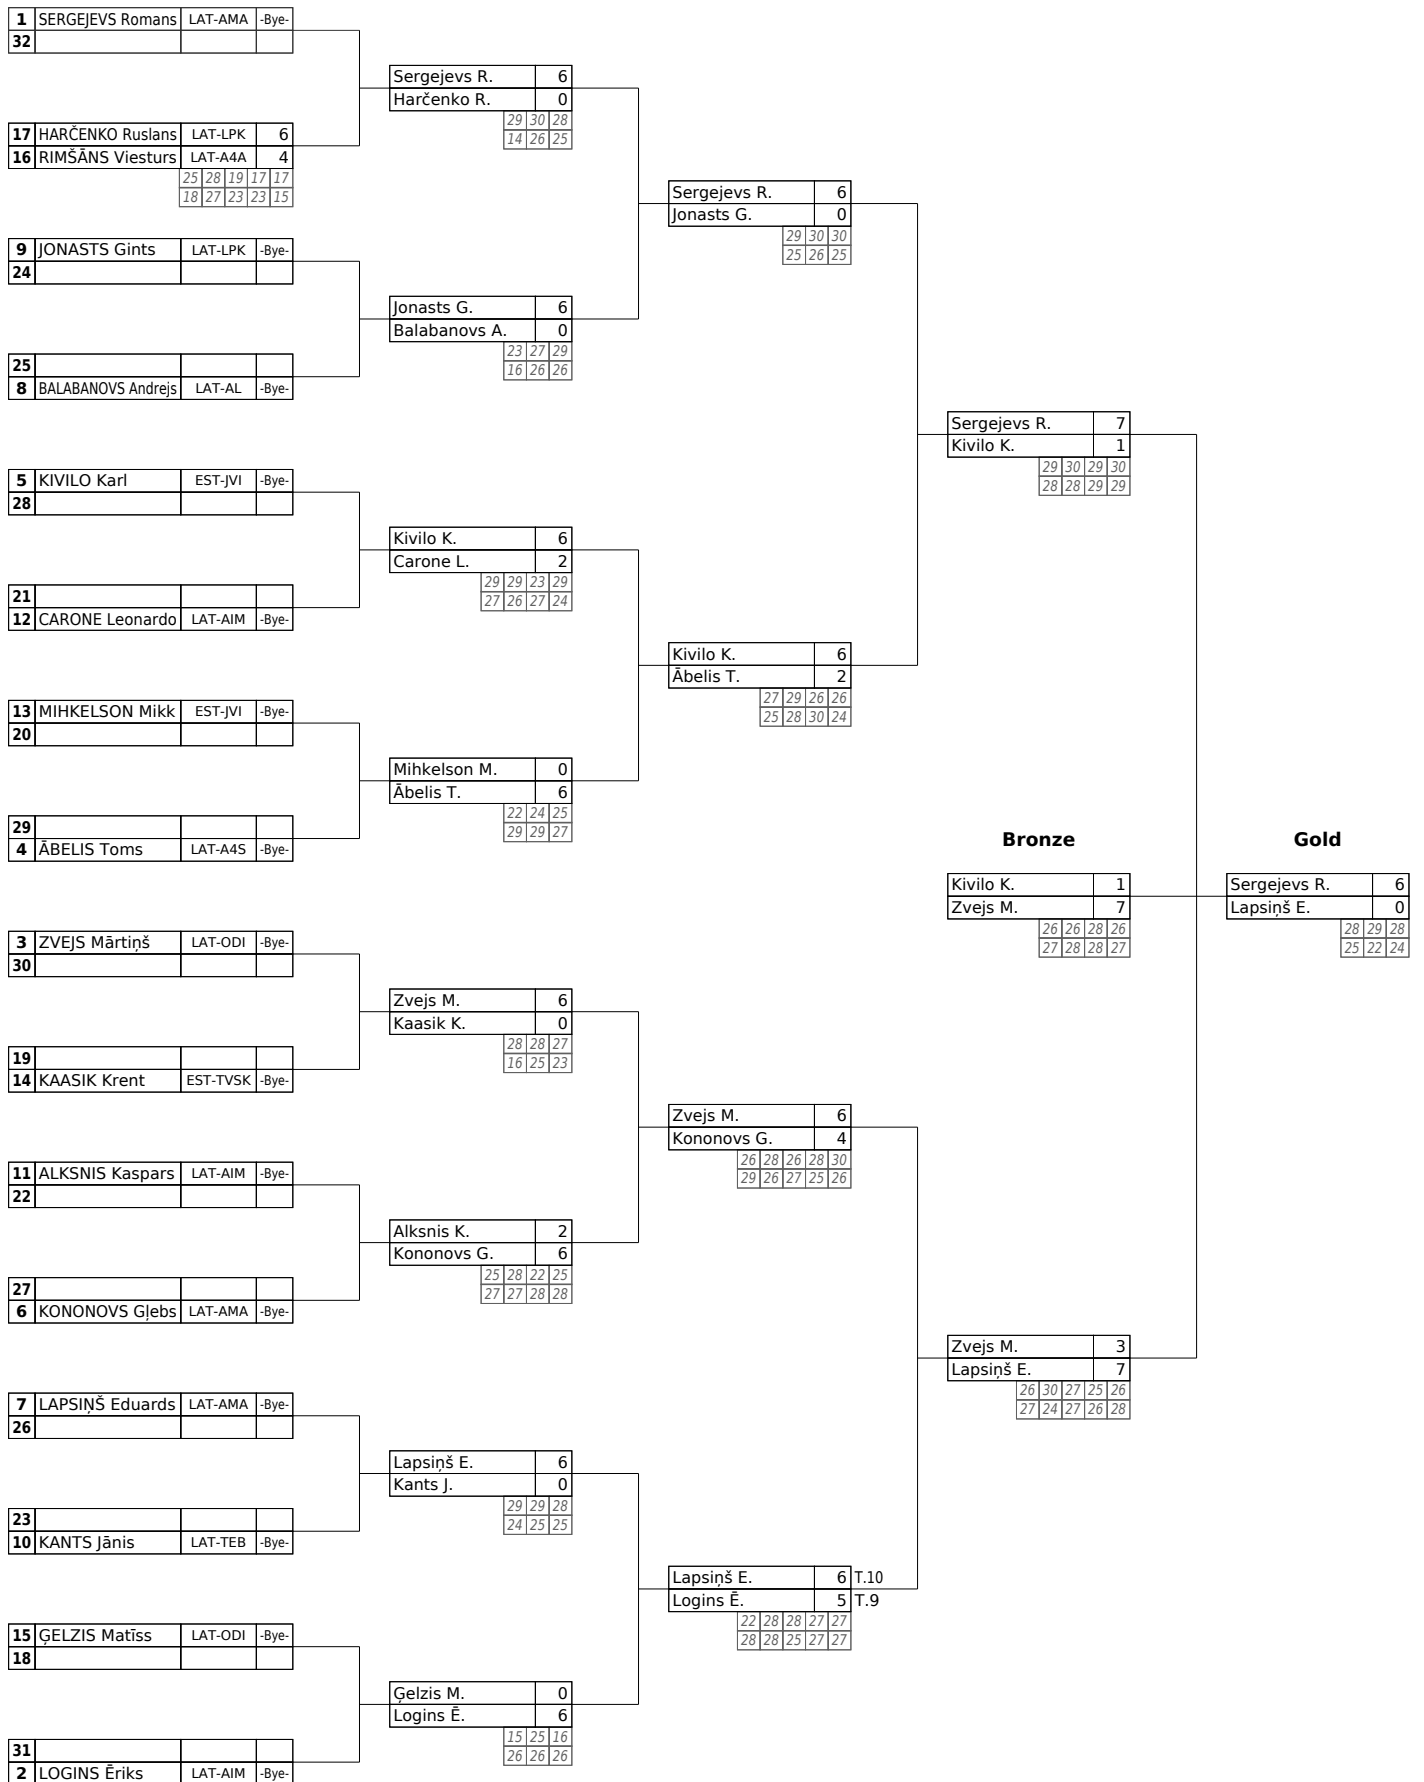 1 SERGEJEVS Romans LAT-AMA -Bye-
32
Sergejevs R. 6
Harčenko R. 0
29 30 28
14 26 25
17 HARČENKO Ruslans LAT-LPK 6
16 RIMŠĀNS Viesturs LAT-A4A 4
25 28 19 17 17
18 27 23 23 15
Sergejevs R. 6
Jonasts G. 0
29 30 30
25 26 25
9 JONASTS Gints LAT-LPK -Bye-
24
Jonasts G. 6
Balabanovs A. 0
23 27 29
16 26 26
25
8 BALABANOVS Andrejs LAT-AL -Bye-
Sergejevs R. 7
Kivilo K. 1
29 30 29 30
28 28 29 29
5 KIVILO Karl EST-JVI -Bye-
28
Kivilo K. 6
Carone L. 2
29 29 23 29
27 26 27 24
21
12 CARONE Leonardo LAT-AIM -Bye-
Kivilo K. 6
Ābelis T. 2
27 29 26 26
25 28 30 24
13 MIHKELSON Mikk EST-JVI -Bye-
20
Mihkelson M. 0
Ābelis T. 6
22 24 25
29 29 27
29
4 ĀBELIS Toms LAT-A4S -Bye-
Bronze Gold
Kivilo K. 1
Zvejs M. 7
26 26 28 26
27 28 28 27
Sergejevs R. 6
Lapsiņš E. 0
28 29 28
25 22 24
3 ZVEJS Mārtiņš LAT-ODI -Bye-
30
Zvejs M. 6
Kaasik K. 0
28 28 27
16 25 23
19
14 KAASIK Krent EST-TVSK -Bye-
Zvejs M. 6
Kononovs G. 4
26 28 26 28 30
29 26 27 25 26
11 ALKSNIS Kaspars LAT-AIM -Bye-
22
Alksnis K. 2
Kononovs G. 6
25 28 22 25
27 27 28 28
27
6 KONONOVS Gļebs LAT-AMA -Bye-
Zvejs M. 3
Lapsiņš E. 7
26 30 27 25 26
27 24 27 26 28
7 LAPSIŅŠ Eduards LAT-AMA -Bye-
26
Lapsiņš E. 6
Kants J. 0
29 29 28
24 25 25
23
10 KANTS Jānis LAT-TEB -Bye-
Lapsiņš E. 6 T.10
Logins Ē. 5 T.9
22 28 28 27 27
28 28 25 27 27
15 ĢELZIS Matīss LAT-ODI -Bye-
18
Ģelzis M. 0
Logins Ē. 6
15 25 16
26 26 26
31
2 LOGINS Ēriks LAT-AIM -Bye-